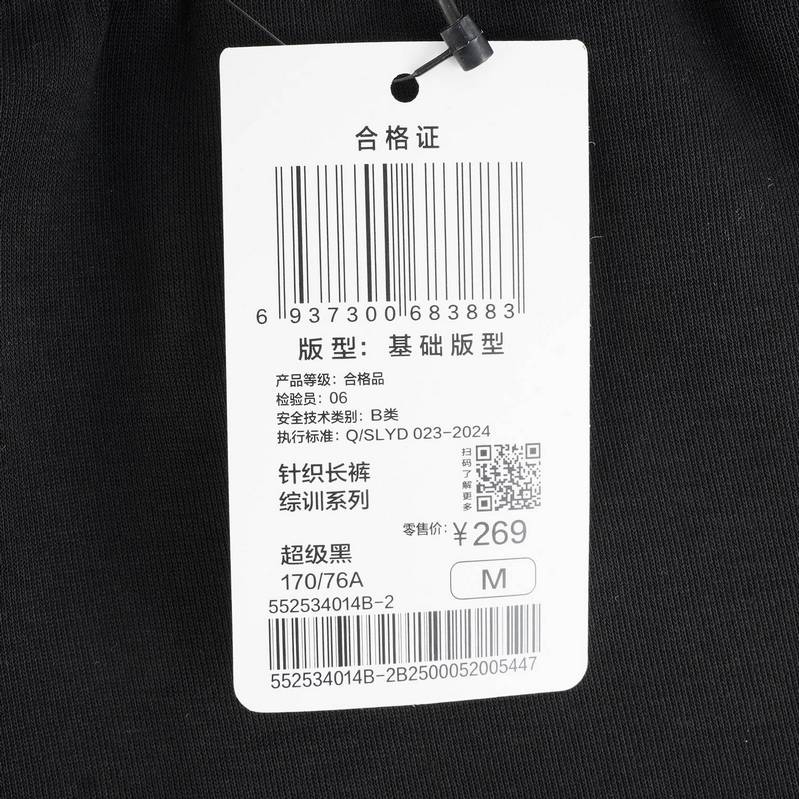 合格证
6 937300 683883
版型：基础版型
产品等级：合格品
检验员：06
安全技术类别：B类
执行标准：Q/SLYD 023-2024
针织长裤
综训系列
扫码了解更多
零售价：¥269
超级黑
170/76A
M
552534014B-2
552534014B-2B2500052005447